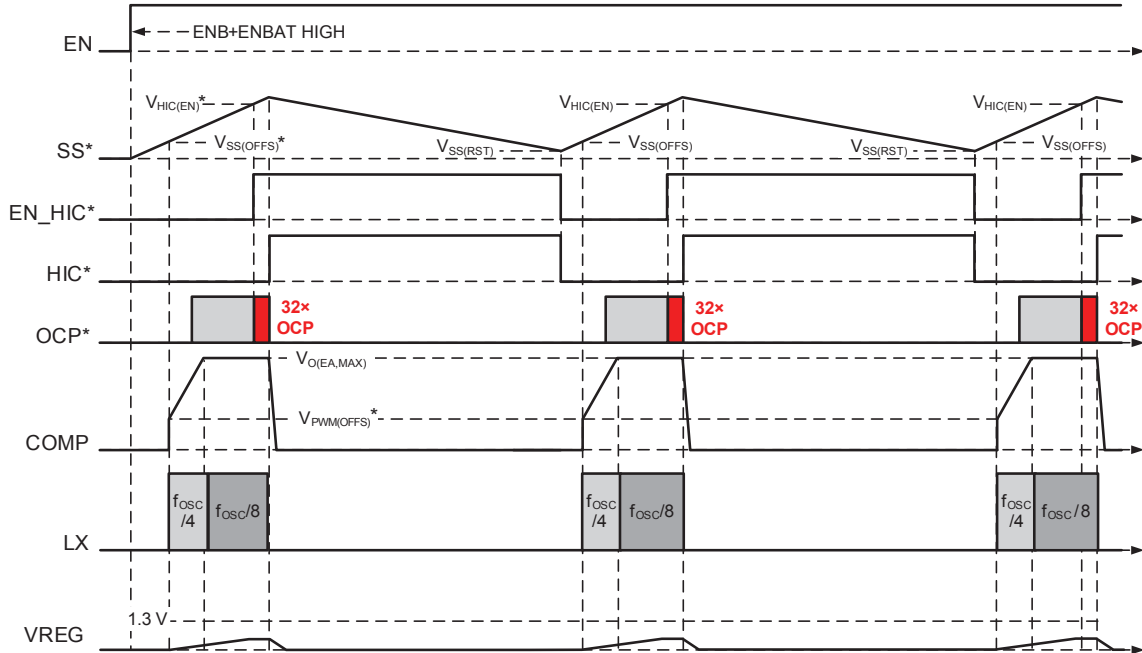 EN
ENB+ENBAT HIGH
VHIC(EN)*
VHIC(EN)
VHIC(EN)
SS*
VSS(OFFS)*
VSS(RST)
VSS(OFFS)
VSS(RST)
VSS(OFFS)
EN_HIC*
HIC*
OCP*
32×
OCP
32×
OCP
32×
OCP
VO(EA,MAX)
VPWM(OFFS)*
COMP
LX
fOSC
/4
fOSC/8
fOSC
/4
fOSC/8
fOSC
/4
fOSC/8
1.3 V
VREG